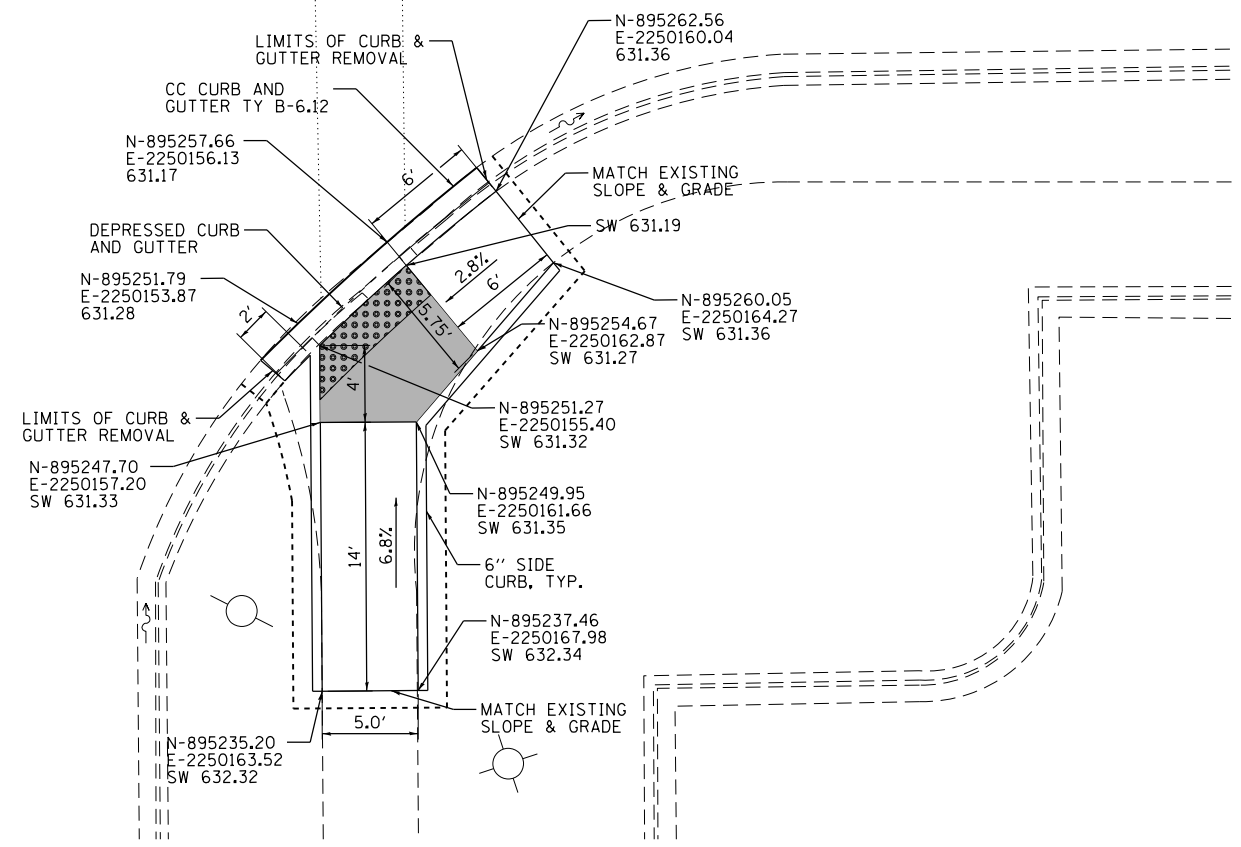 N-895262.56
E-2250160.04
631.36
LIMITS OF CURB &
GUTTER REMOVAL
CC CURB AND
GUTTER TY B-6.12
N-895257.66
E-2250156.13
631.17
6'
MATCH EXISTING
SLOPE & GRADE
DEPRESSED CURB
AND GUTTER
SW 631.19
N-895251.79
E-2250153.87
631.28
2.8%
6'
2'
5.75'
N-895260.05
E-2250164.27
SW 631.36
N-895254.67
E-2250162.87
SW 631.27
4'
LIMITS OF CURB &
GUTTER REMOVAL
N-895251.27
E-2250155.40
SW 631.32
N-895247.70
E-2250157.20
SW 631.33
N-895249.95
E-2250161.66
SW 631.35
14'
6.8%
6" SIDE
CURB, TYP.
N-895237.46
E-2250167.98
SW 632.34
MATCH EXISTING
SLOPE & GRADE
5.0'
N-895235.20
E-2250163.52
SW 632.32